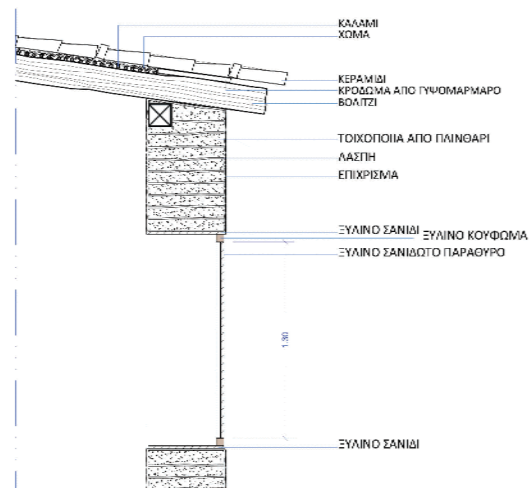 ΚΑΛΑΜΙ
ΧΩΜΑ
ΚΕΡΑΜΙΔΙ
ΚΡΟΔΩΜΑ ΑΠΟ ΓΥΨΟΜΑΡΜΑΡΟ
ΒΟΛΙΤΖΙ
ΤΟΙΧΟΠΟΙΙΑ ΑΠΟ ΠΛΙΝΘΑΡΙ
ΛΑΣΠΗ
ΕΠΙΧΡΙΣΜΑ
ΞΥΛΙΝΟ ΣΑΝΙΔΙ
ΞΥΛΙΝΟ ΚΟΥΦΩΜΑ
ΞΥΛΙΝΟ ΣΑΝΙΔΩΤΟ ΠΑΡΑΘΥΡΟ
1.30
ΞΥΛΙΝΟ ΣΑΝΙΔΙ